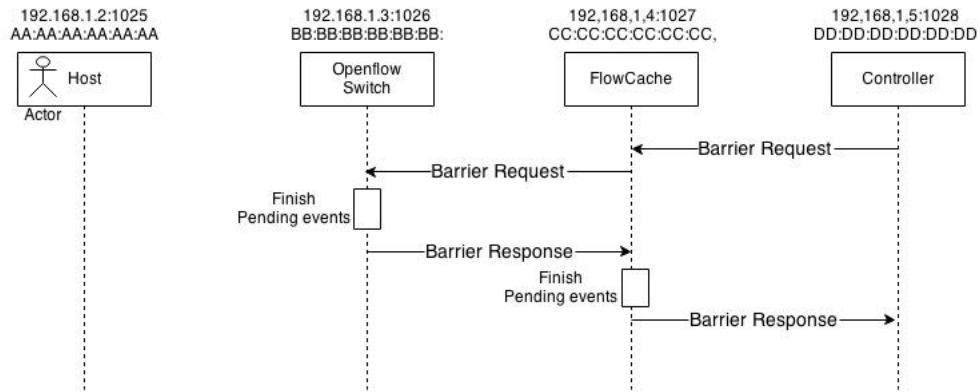 192.168.1.2:1025
AA:AA:AA:AA:AA:AA
192.168.1.3:1026
BB:BB:BB:BB:BB:BB:
192,168,1,4:1027
CC:CC:CC:CC:CC:CC,
192,168,1,5:1028
DD:DD:DD:DD:DD:DD
Host
Actor
Openflow
Switch
FlowCache
Controller
Barrier Request
Barrier Request
Finish
Pending events
Barrier Response
Finish
Pending events
Barrier Response